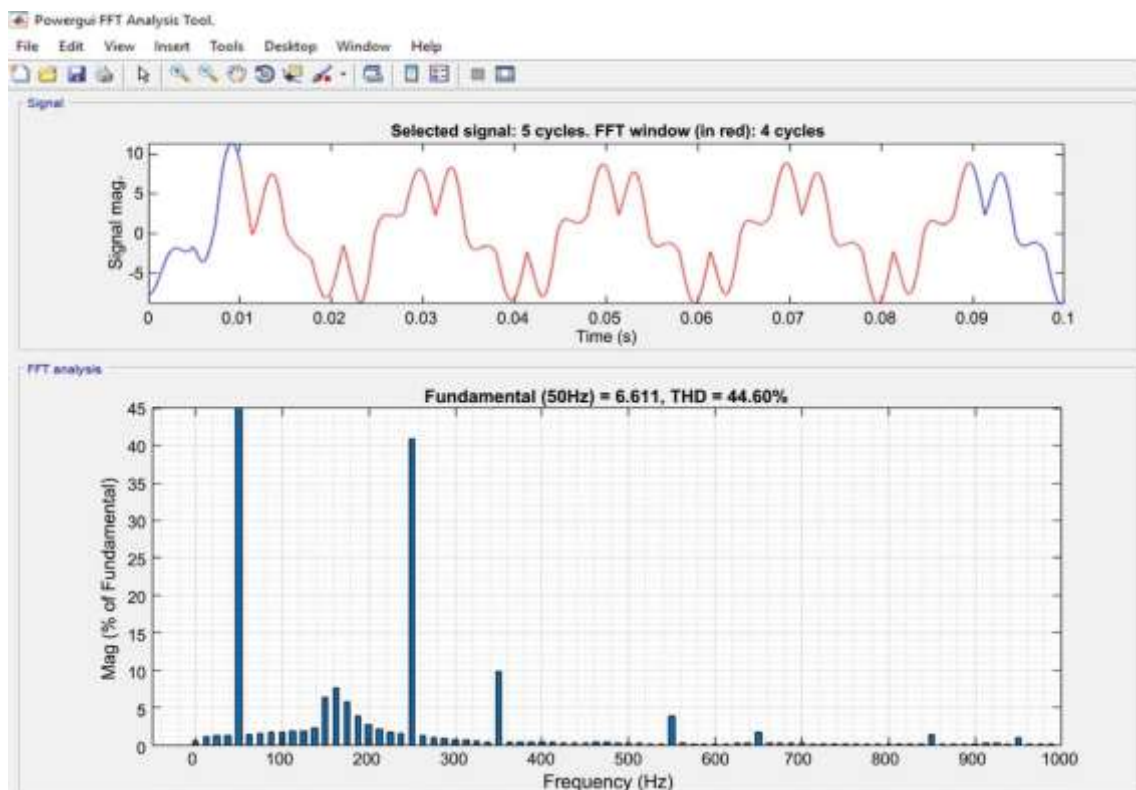 Powergui FFT Analysis Tool.
File Edit View Insert Tools Desktop Window Help
Signal
Selected signal: 5 cycles. FFT window (in red): 4 cycles
10
5
0
-5
Signal mag.
0 0.01 0.02 0.03 0.04 0.05 0.06 0.07 0.08 0.09 0.1
Time (s)
FFT analysis
Fundamental (50Hz) = 6.611, THD = 44.60%
45
40
35
30
25
20
15
10
5
0
Mag (% of Fundamental)
0 100 200 300 400 500 600 700 800 900 1000
Frequency (Hz)